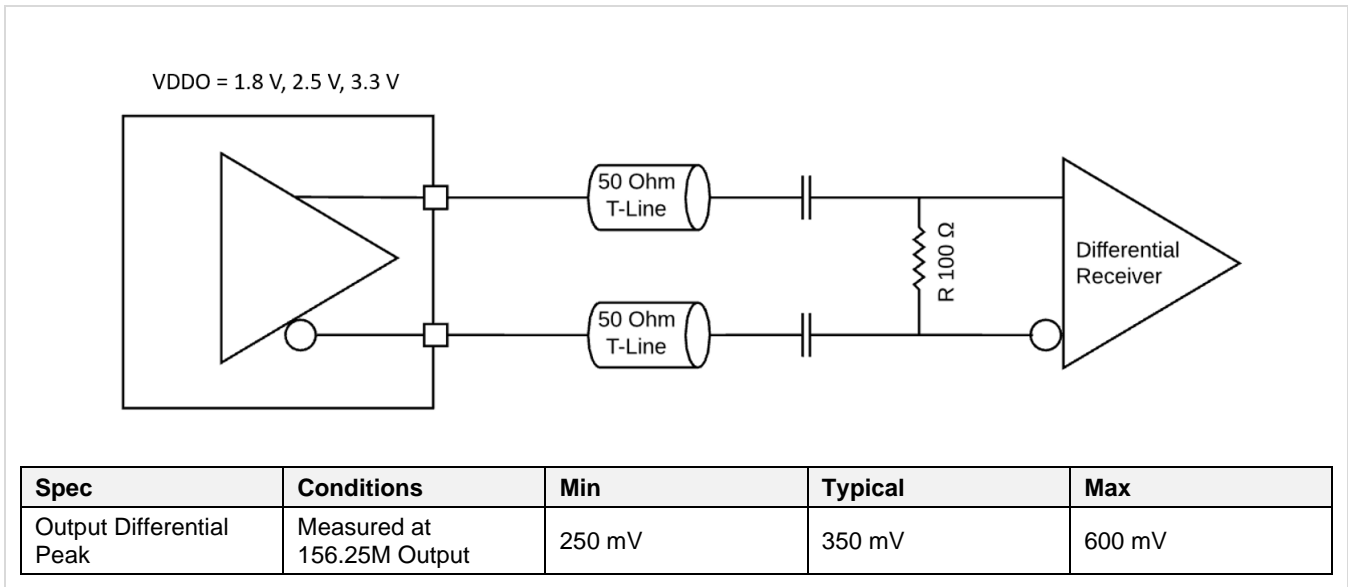 VDDO = 1.8 V, 2.5 V, 3.3 V
50 Ohm
T-Line
R 100 Ω
Differential
Receiver
50 Ohm
T-Line
Spec Conditions Min Typical Max
Output Differential Peak Measured at 156.25M Output 250 mV 350 mV 600 mV